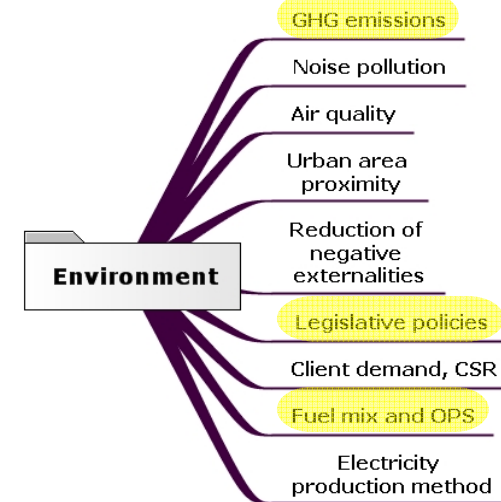 GHG emissions
Noise pollution
Air quality
Urban area
proximity
Reduction of
negative
externalities
Environment
Legislative policies
Client demand, CSR
Fuel mix and OPS
Electricity
production method